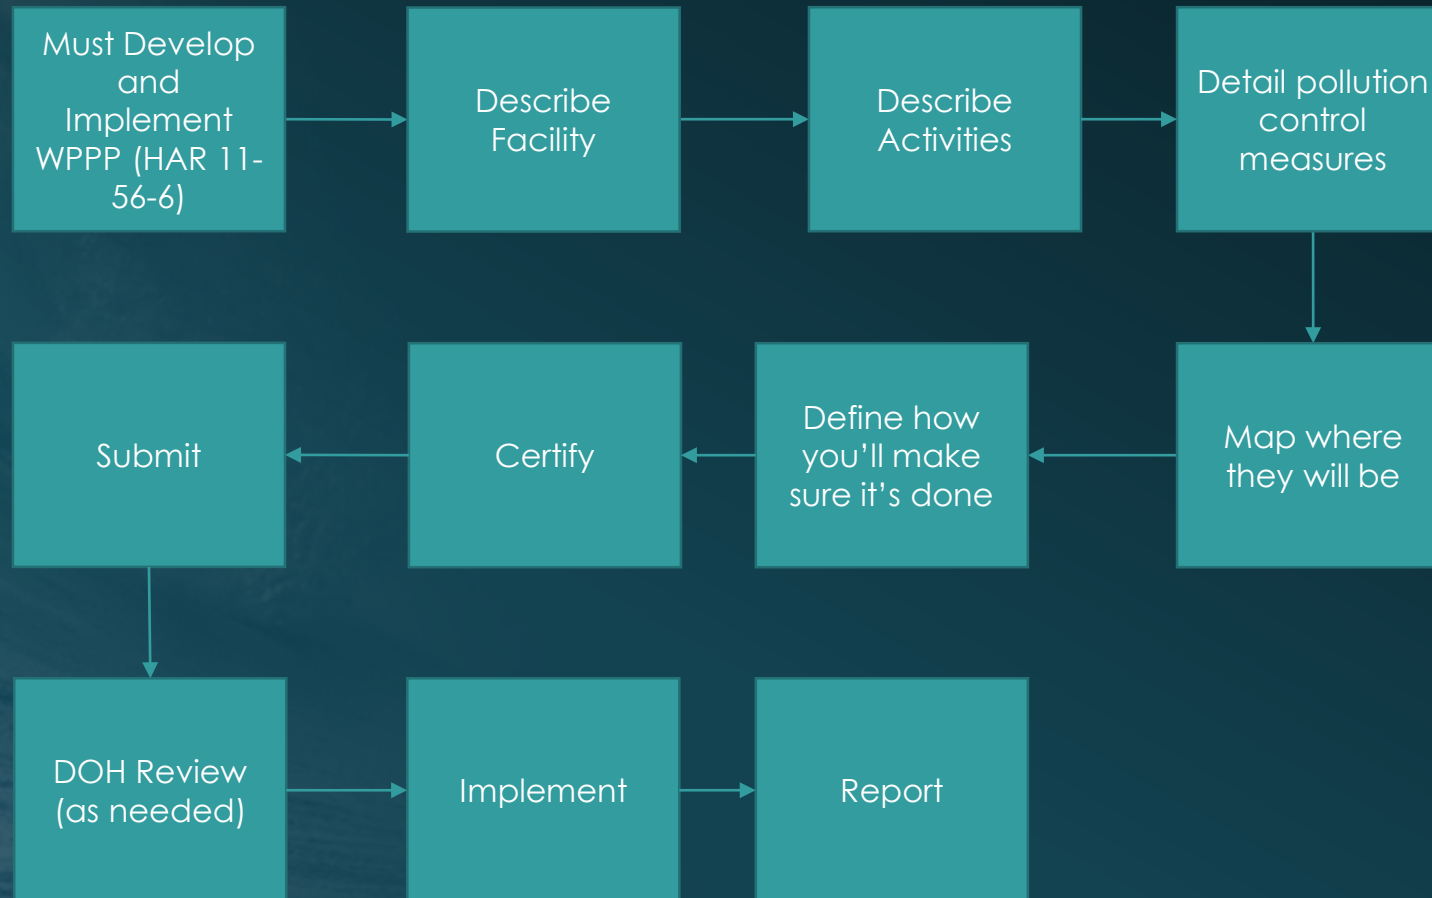 Must Develop
and
Implement
WPPP (HAR 11-
56-6)
Describe
Facility
Describe
Activities
Detail pollution
control
measures
Map where
they will be
Define how
you'll make
sure it's done
Certify
Submit
DOH Review
(as needed)
Implement
Report